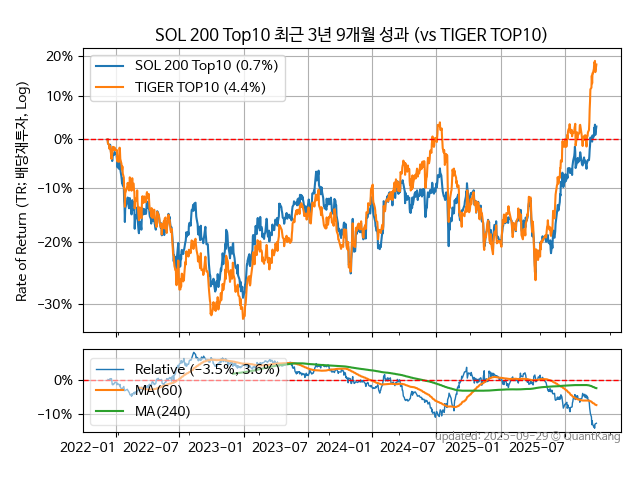 SOL 200 Top10 최근 3년 9개월 성과 (vs TIGER TOP10)
Rate of Return (TR: 배당재투자, Log)
20%
10%
0%
−10%
−20%
−30%
SOL 200 Top10 (0.7%)
TIGER TOP10 (4.4%)
0%
−10%
Relative (−3.5%, 3.6%)
MA(60)
MA(240)
2022-01 2022-07 2023-01 2023-07 2024-01 2024-07 2025-01 2025-07
updated: 2025-09-29 © QuantKang